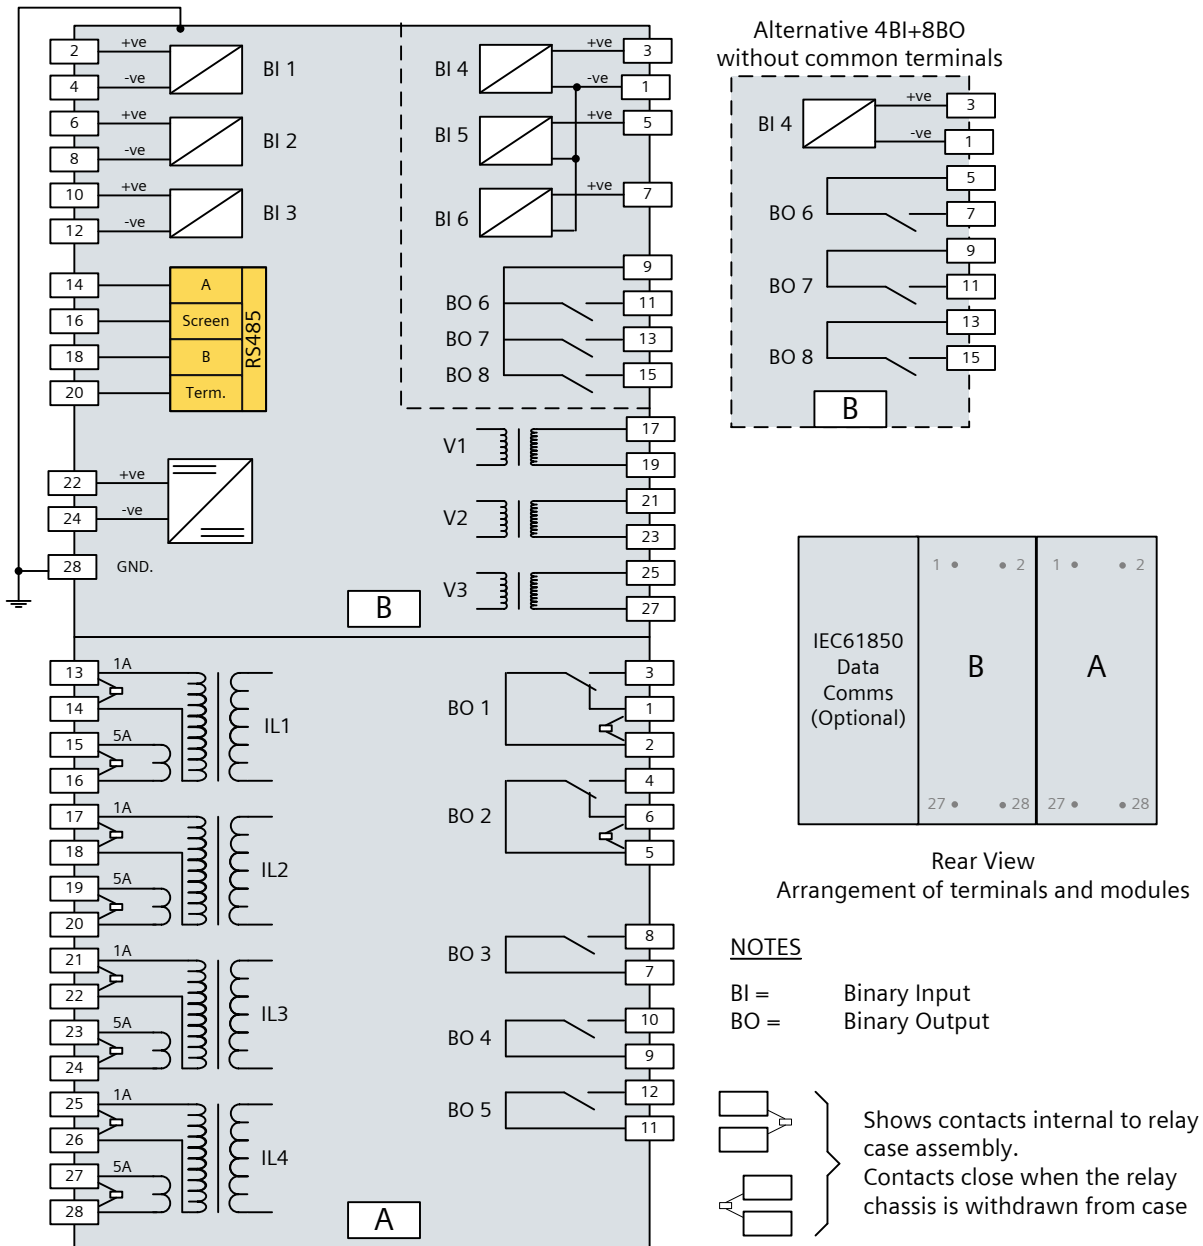 2 +ve
4 -ve
BI 1
6 +ve
8 -ve
BI 2
10 +ve
12 -ve
BI 3
14 A
16 Screen
18 B
20 Term.
RS485
22 +ve
24 -ve
28 GND.
BI 4 +ve 3
-ve 1
BI 5 +ve 5
BI 6 +ve 7
9
BO 6 11
BO 7 13
BO 8 15
V1 17
19
V2 21
23
V3 25
27
B
13 1A
14
15 5A
16
IL1
17 1A
18
19 5A
20
IL2
21 1A
22
23 5A
24
IL3
25 1A
26
27 5A
28
IL4
BO 1 3
1
2
BO 2 4
6
5
BO 3 8
7
BO 4 10
9
BO 5 12
11
A
Alternative 4BI+8BO
without common terminals
BI 4 +ve 3
-ve 1
5
BO 6 7
9
BO 7 11
13
BO 8 15
B
1 2 1 2
IEC61850
Data
Comms
(Optional)
B A
27 28 27 28
Rear View
Arrangement of terminals and modules
NOTES
BI = Binary Input
BO = Binary Output
Shows contacts internal to relay
case assembly.
Contacts close when the relay
chassis is withdrawn from case